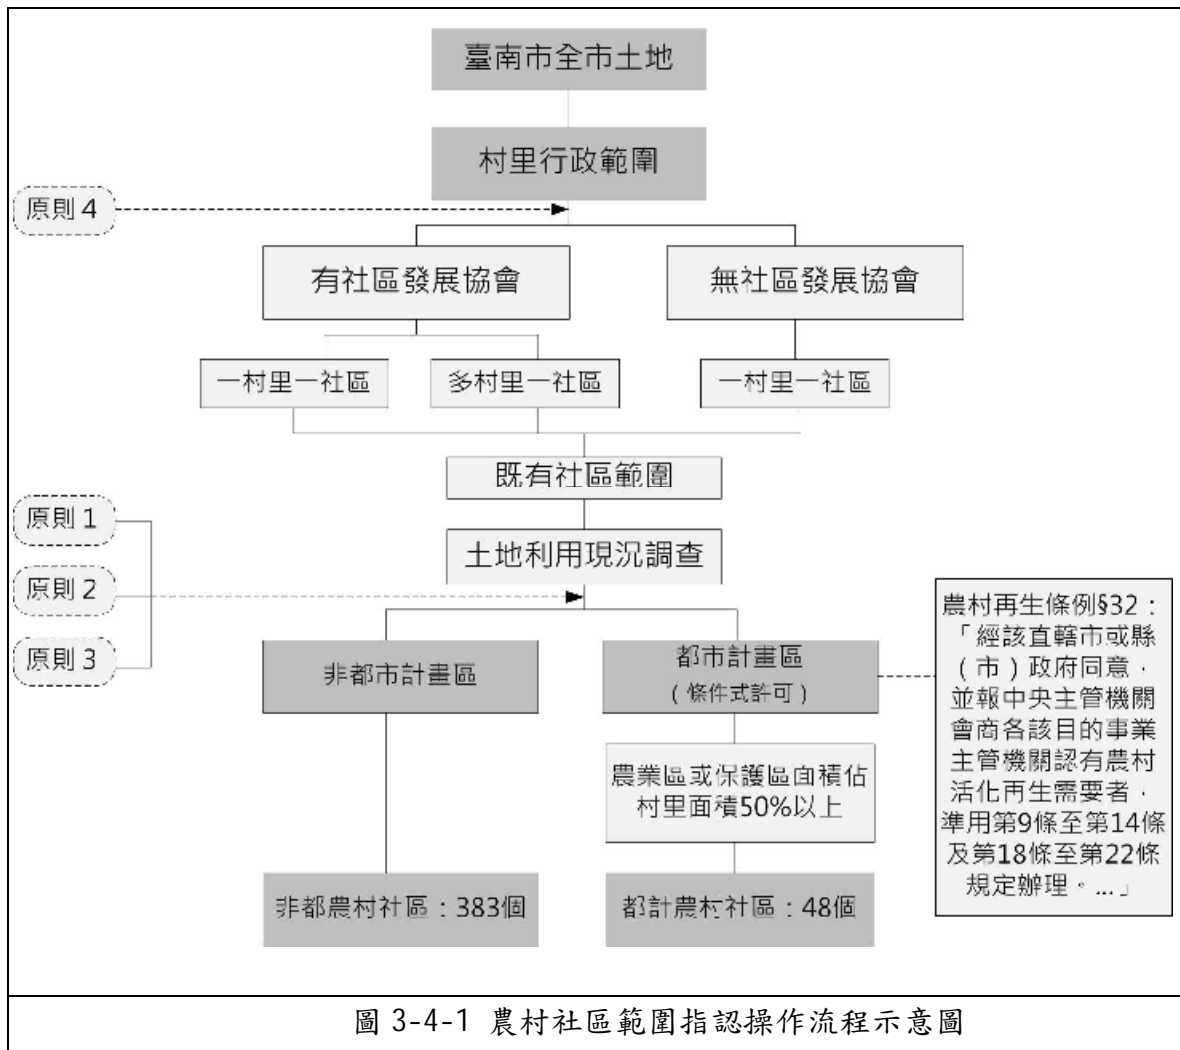 臺南市全市土地
村里行政範圍
原則4
有社區發展協會
無社區發展協會
一村里一社區
多村里一社區
一村里一社區
既有社區範圍
原則1
土地利用現況調查
原則2
原則3
非都市計畫區
都市計畫區
（條件式許可）
農村再生條例§32：
「經該直轄市或縣
（市）政府同意，
並報中央主管機關
會商各該目的事業
主管機關認有農村
活化再生需要者，
準用第9條至第14條
及第18條至第22條
規定辦理。…」
農業區或保護區面積佔
村里面積50%以上
非都農村社區：383個
都計農村社區：48個
圖 3-4-1 農村社區範圍指認操作流程示意圖